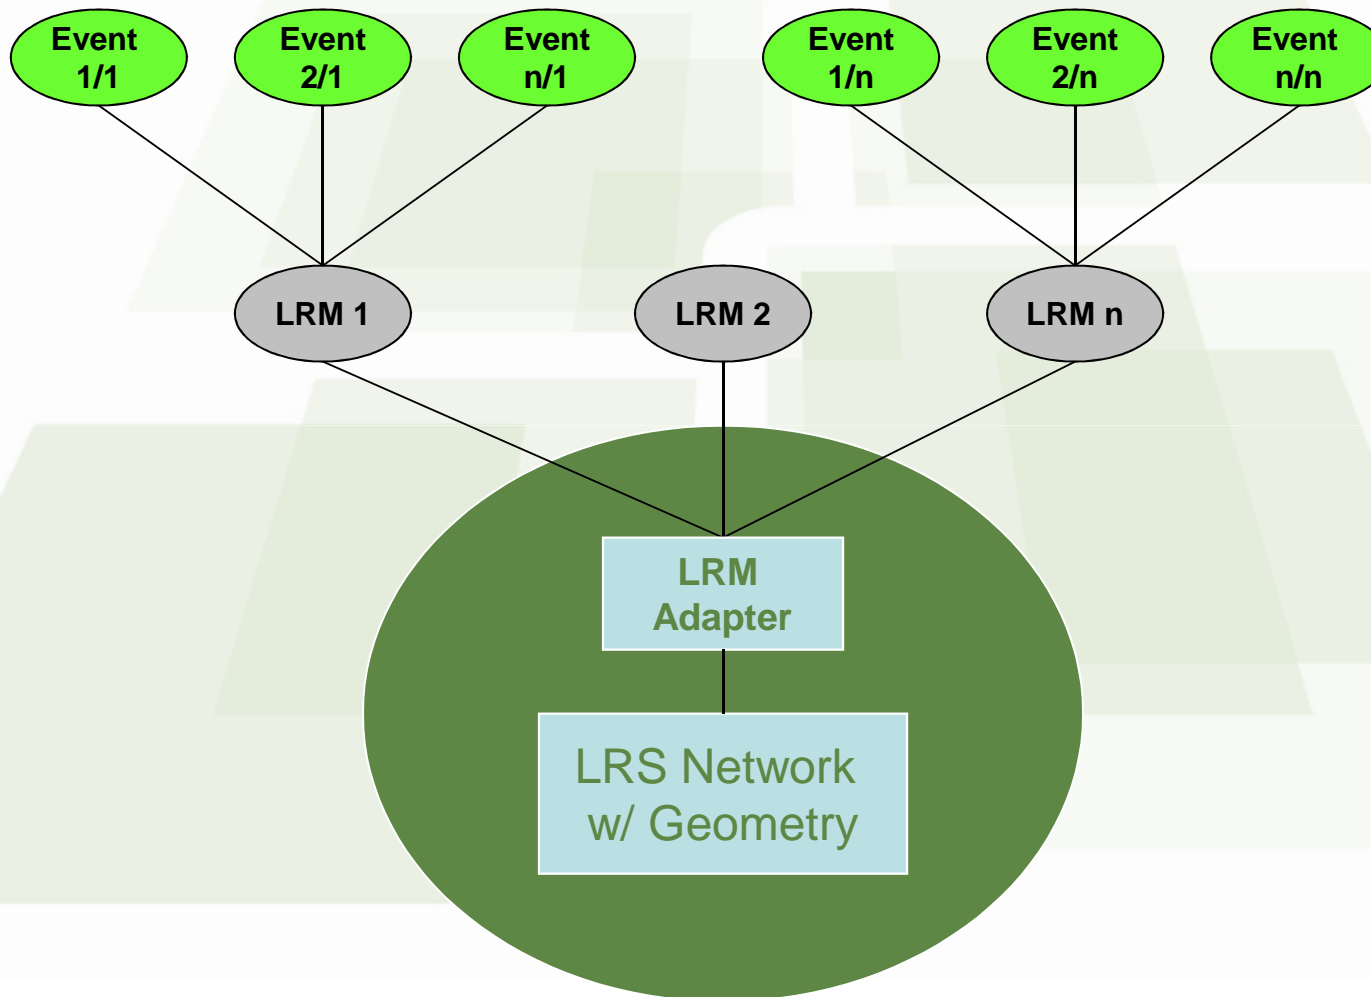 Event
1/1
Event
2/1
Event
n/1
Event
1/n
Event
2/n
Event
n/n
LRM 1
LRM 2
LRM n
LRM
Adapter
LRS Network
w/ Geometry